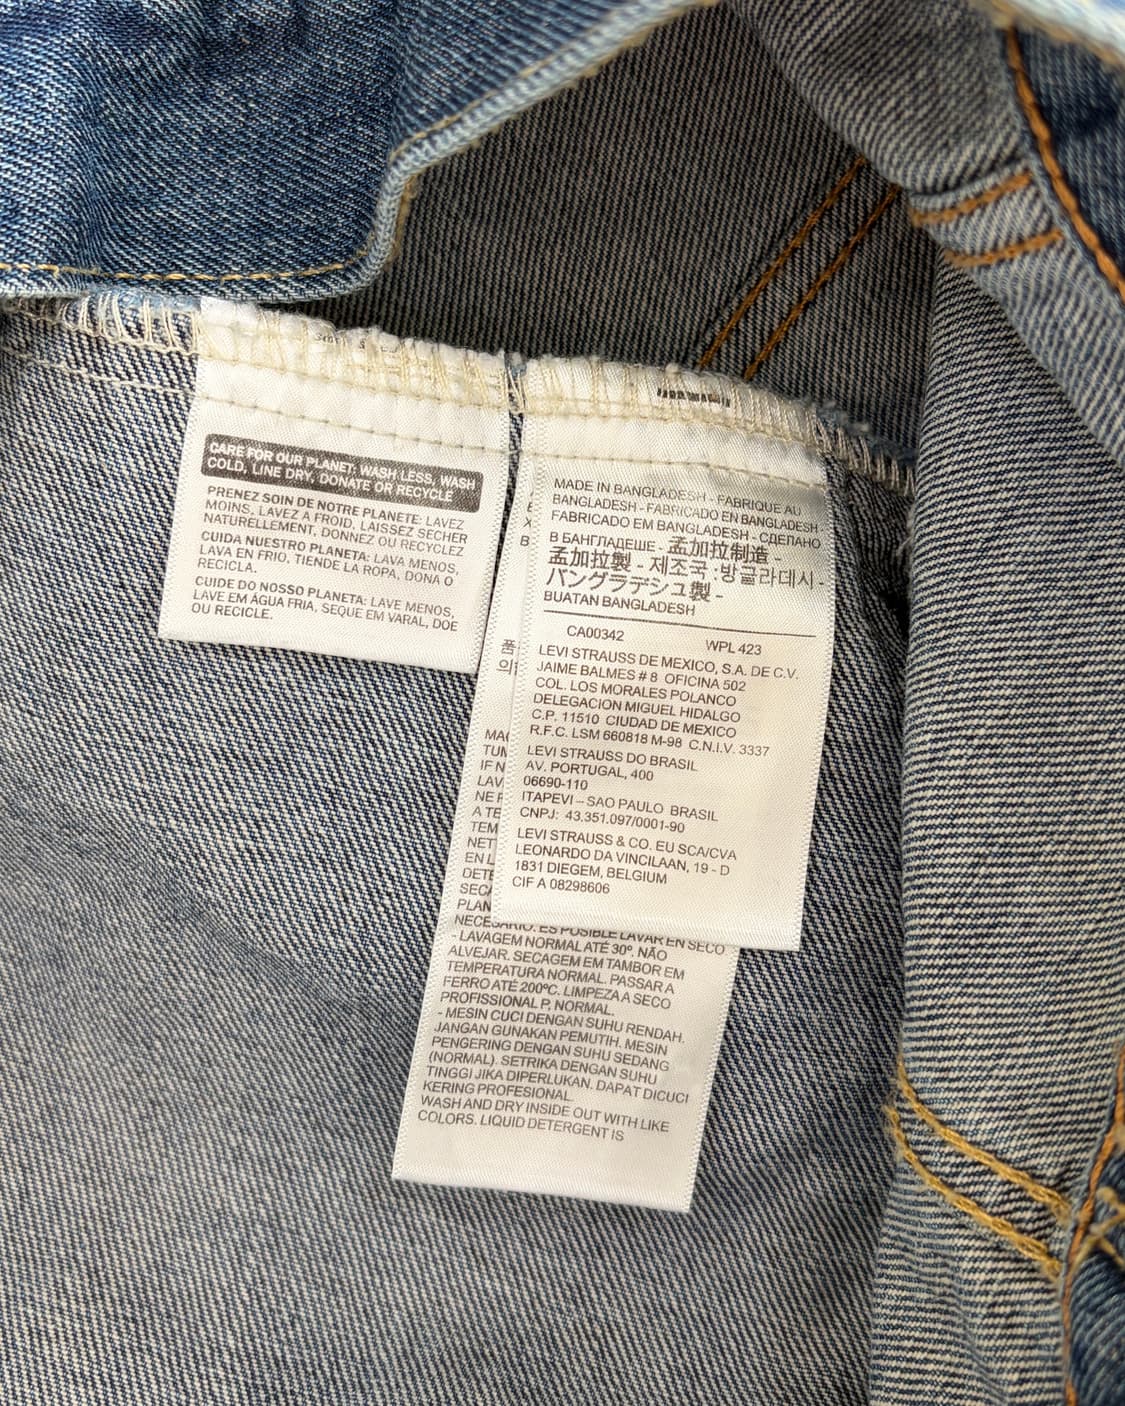 CARE FOR OUR PLANET: WASH LESS, WASH
COLD, LINE DRY, DONATE OR RECYCLE
PRENEZ SOIN DE NOTRE PLANETE: LAVEZ
MOINS, LAVEZ A FROID, LAISSEZ SECHER
NATURELLEMENT, DONNEZ OU RECYCLEZ
CUIDA NUESTRO PLANETA: LAVA MENOS,
LAVA EN FRIO, TIENDE LA ROPA, DONA O
RECICLA.
CUIDE DO NOSSO PLANETA: LAVE MENOS,
LAVE EM ÁGUA FRIA, SEQUE EM VARAL, DOE
OU RECICLE.
MADE IN BANGLADESH - FABRIQUE AU
BANGLADESH - FABRICADO EN BANGLADESH -
FABRICADO EM BANGLADESH - СДЕЛАНО
В БАНГЛАДЕШЕ - 孟加拉制造 -
孟加拉製 - 제조국 :방글라데시 -
バングラデシュ製 -
BUATAN BANGLADESH
CA00342 WPL 423
LEVI STRAUSS DE MEXICO, S.A. DE C.V.
JAIME BALMES # 8 OFICINA 502
COL. LOS MORALES POLANCO
DELEGACION MIGUEL HIDALGO
C.P. 11510 CIUDAD DE MEXICO
R.F.C. LSM 660818 M-98 C.N.I.V. 3337
LEVI STRAUSS DO BRASIL
AV. PORTUGAL, 400
06690-110
ITAPEVI – SAO PAULO BRASIL
CNPJ: 43.351.097/0001-90
LEVI STRAUSS & CO. EU SCA/CVA
LEONARDO DA VINCILAAN, 19 - D
1831 DIEGEM, BELGIUM
CIF A 08298606
NECESARIO. ES POSIBLE LAVAR EN SECO.
- LAVAGEM NORMAL ATÉ 30º. NÃO
ALVEJAR. SECAGEM EM TAMBOR EM
TEMPERATURA NORMAL. PASSAR A
FERRO ATÉ 200ºC. LIMPEZA A SECO
PROFISSIONAL P, NORMAL.
- MESIN CUCI DENGAN SUHU RENDAH.
JANGAN GUNAKAN PEMUTIH. MESIN
PENGERING DENGAN SUHU SEDANG
(NORMAL). SETRIKA DENGAN SUHU
TINGGI JIKA DIPERLUKAN. DAPAT DICUCI
KERING PROFESIONAL.
WASH AND DRY INSIDE OUT WITH LIKE
COLORS. LIQUID DETERGENT IS